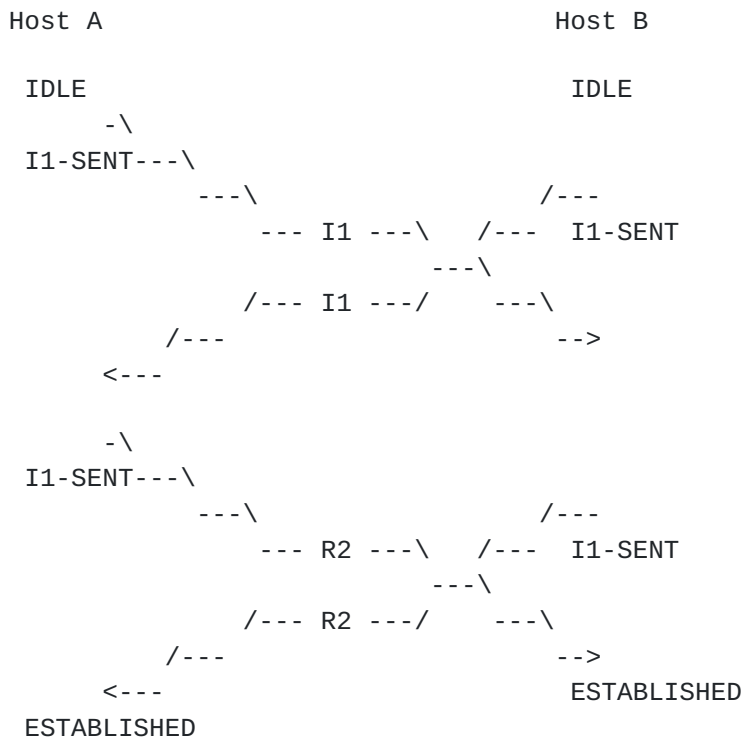 Host A                             Host B

 IDLE                               IDLE
      -\
 I1-SENT---\
            ---\                  /---
                --- I1 ---\   /---  I1-SENT
                           ---\
               /--- I1 ---/    ---\
          /---                     -->
      <---

      -\
 I1-SENT---\
            ---\                  /---
                --- R2 ---\   /---  I1-SENT
                           ---\
               /--- R2 ---/    ---\
          /---                     -->
      <---                          ESTABLISHED
 ESTABLISHED